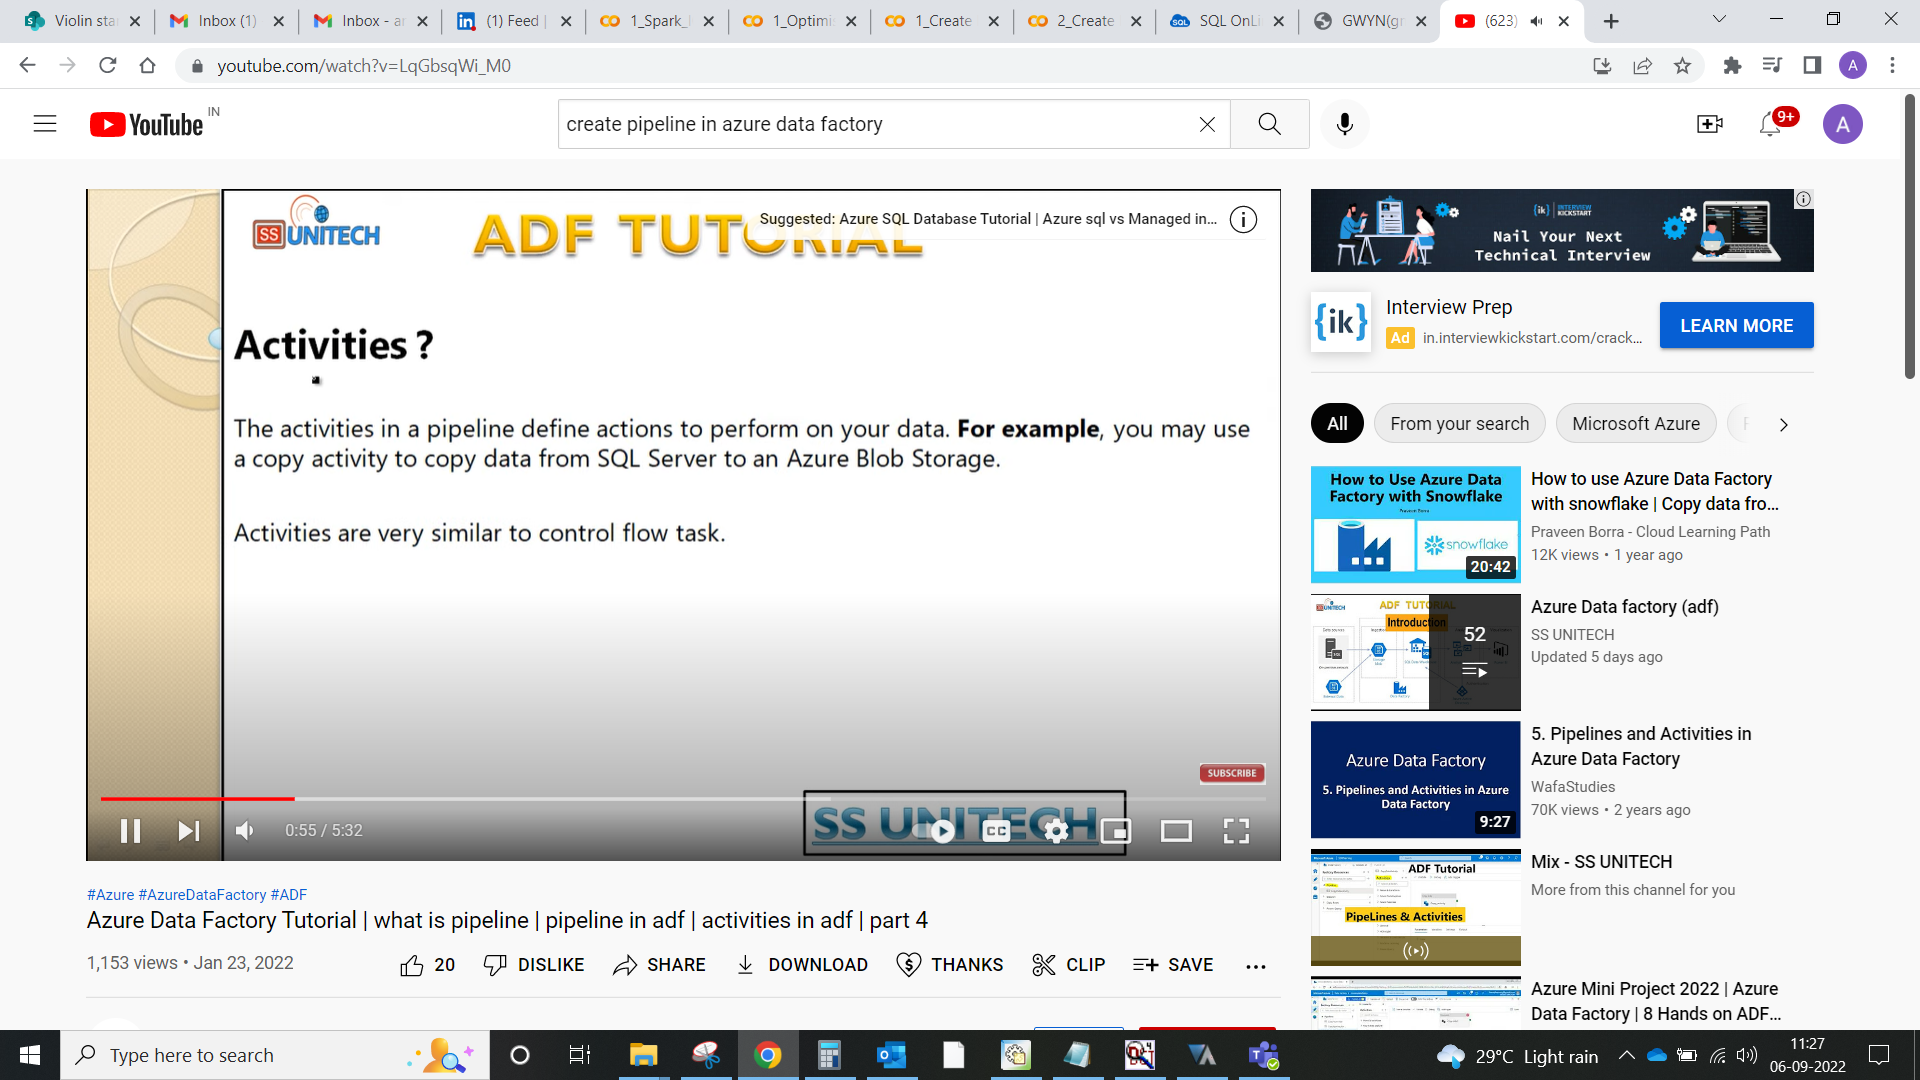 Violin sta
Inbox (1)
Inbox - a
(1) Feed |
1_Spark_
1_Optimi
1_Create
2_Create
SQL OnLi
GWYN(gr
(623)
youtube.com/watch?v=LqGbsqWi_M0
A
YouTube IN
create pipeline in azure data factory
9+
A
SS UNITECH
ADF TUTORIAL
Suggested: Azure SQL Database Tutorial | Azure sql vs Managed in...
Activities ?
The activities in a pipeline define actions to perform on your data. For example, you may use
a copy activity to copy data from SQL Server to an Azure Blob Storage.
Activities are very similar to control flow task.
SUBSCRIBE
SS UNITECH
0:55 / 5:32
CC
#Azure #AzureDataFactory #ADF
Azure Data Factory Tutorial | what is pipeline | pipeline in adf | activities in adf | part 4
1,153 views • Jan 23, 2022
20
DISLIKE
SHARE
DOWNLOAD
THANKS
CLIP
SAVE
{ik} INTERVIEW KICKSTART
Nail Your Next
Technical Interview
{ik}
Interview Prep
Ad in.interviewkickstart.com/crack...
LEARN MORE
All
From your search
Microsoft Azure
How to Use Azure Data
Factory with Snowflake
Praveen Borra
snowflake
20:42
How to use Azure Data Factory
with snowflake | Copy data fro...
Praveen Borra - Cloud Learning Path
12K views • 1 year ago
SS UNITECH
ADF TUTORIAL
Introduction
52
Azure Data factory (adf)
SS UNITECH
Updated 5 days ago
Azure Data Factory
5. Pipelines and Activities in Azure
Data Factory
9:27
5. Pipelines and Activities in
Azure Data Factory
WafaStudies
70K views • 2 years ago
ADF Tutorial
PipeLines & Activities
Mix - SS UNITECH
More from this channel for you
Azure Mini Project 2022 | Azure
Data Factory | 8 Hands on ADF...
Type here to search
29°C Light rain
11:27
06-09-2022